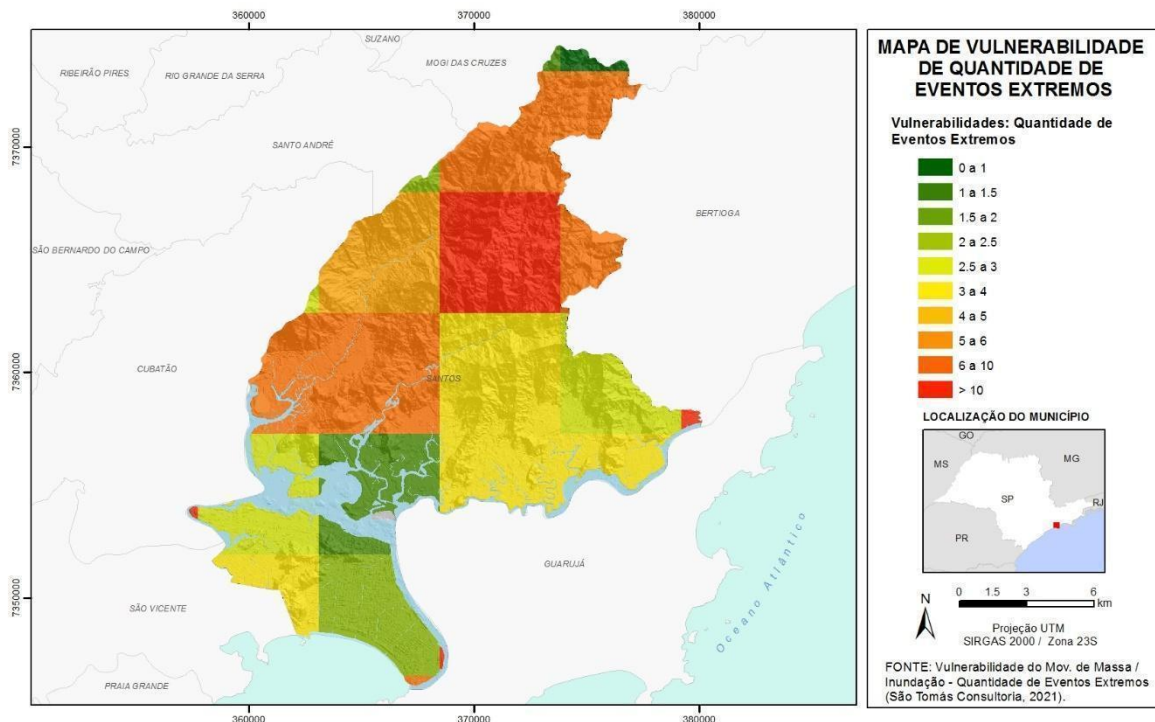 360000 370000 380000
SUZANO
RIBEIRÃO PIRES
RIO GRANDE DA SERRA
MOGI DAS CRUZES
7370000
SANTO ANDRÉ
BERTIOGA
SÃO BERNARDO DO CAMPO
CUBATÃO
7360000
SANTOS
GUARUJÁ
Oceano Atlântico
7350000
SÃO VICENTE
PRAIA GRANDE
360000 370000 380000
MAPA DE VULNERABILIDADE
DE QUANTIDADE DE
EVENTOS EXTREMOS
Vulnerabilidades: Quantidade de
Eventos Extremos
0 a 1
1 a 1.5
1.5 a 2
2 a 2.5
2.5 a 3
3 a 4
4 a 5
5 a 6
6 a 10
> 10
LOCALIZAÇÃO DO MUNICÍPIO
GO
MS
MG
SP
RJ
PR
N
0 1.5 3 6
km
Projeção UTM
SIRGAS 2000 / Zona 23S
FONTE: Vulnerabilidade do Mov. de Massa /
Inundação - Quantidade de Eventos Extremos
(São Tomás Consultoria, 2021).